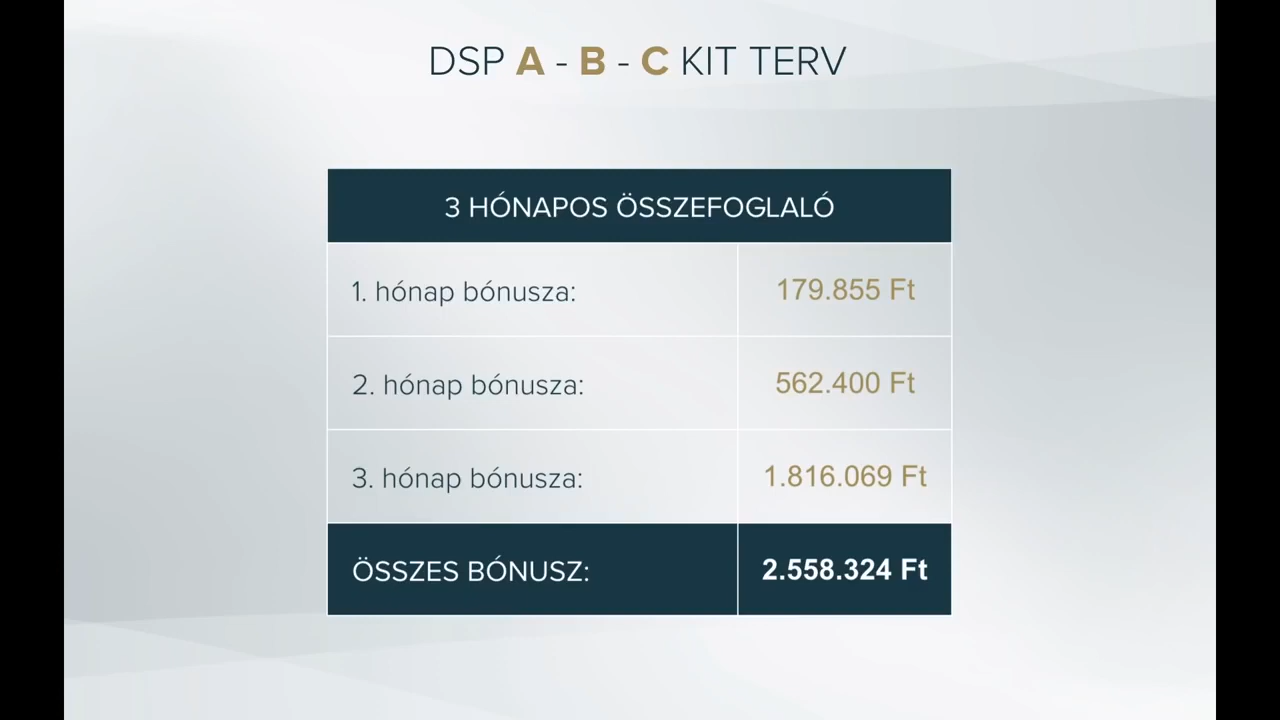 DSP A - B - C KIT TERV
3 HÓNAPOS ÖSSZEFOGLALÓ
1. hónap bónusza: 179.855 Ft
2. hónap bónusza: 562.400 Ft
3. hónap bónusza: 1.816.069 Ft
ÖSSZES BÓNUSZ: 2.558.324 Ft